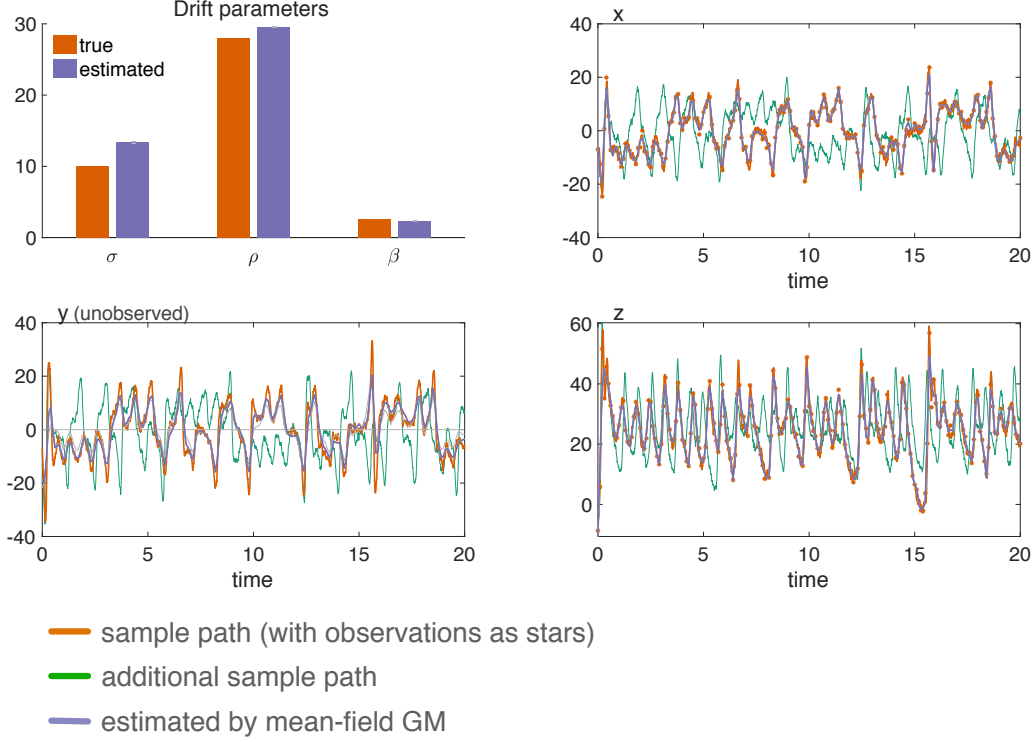 Drift parameters
30
20
10
0
true
estimated
σ
ρ
β
x
40
20
0
-20
-40
0
5
10
15
20
time
y (unobserved)
40
20
0
-20
-40
0
5
10
15
20
time
z
60
40
20
0
0
5
10
15
20
time
sample path (with observations as stars)
additional sample path
estimated by mean-field GM